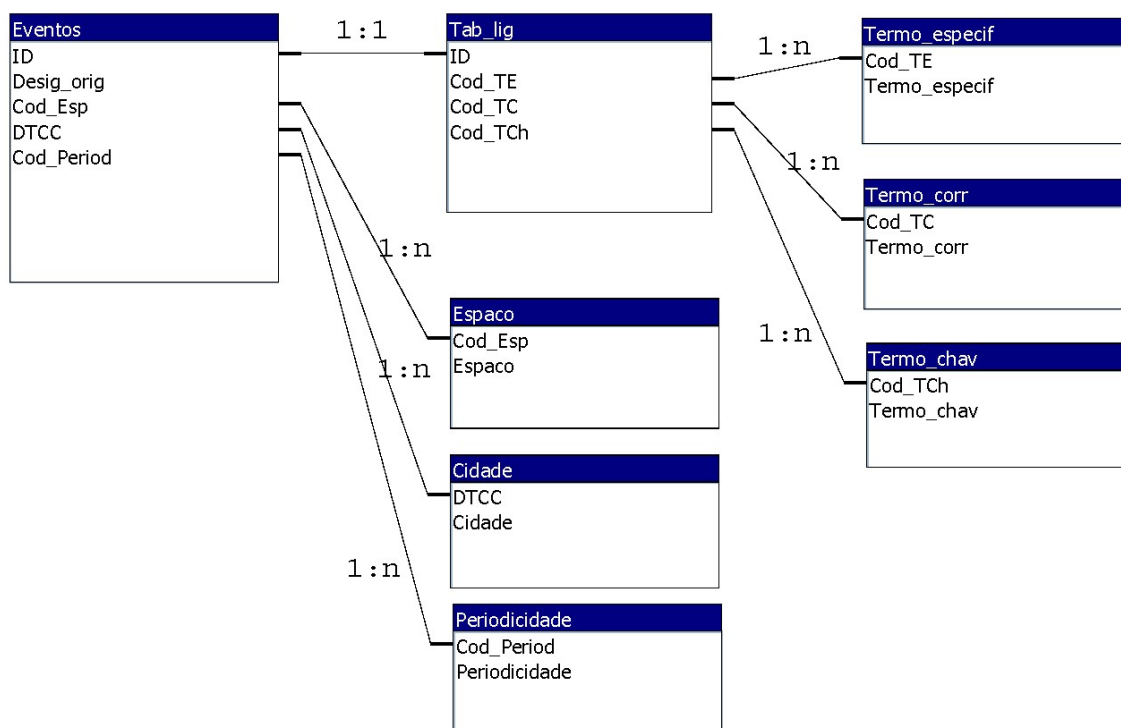 Eventos
ID
Desig_orig
Cod_Esp
DTCC
Cod_Period
1:1
Tab_lig
ID
Cod_TE
Cod_TC
Cod_TCh
1:n
Termo_especif
Cod_TE
Termo_especif
1:n
Termo_corr
Cod_TC
Termo_corr
1:n
Termo_chav
Cod_TCh
Termo_chav
1:n
Espaco
Cod_Esp
Espaco
1:n
Cidade
DTCC
Cidade
1:n
Periodicidade
Cod_Period
Periodicidade